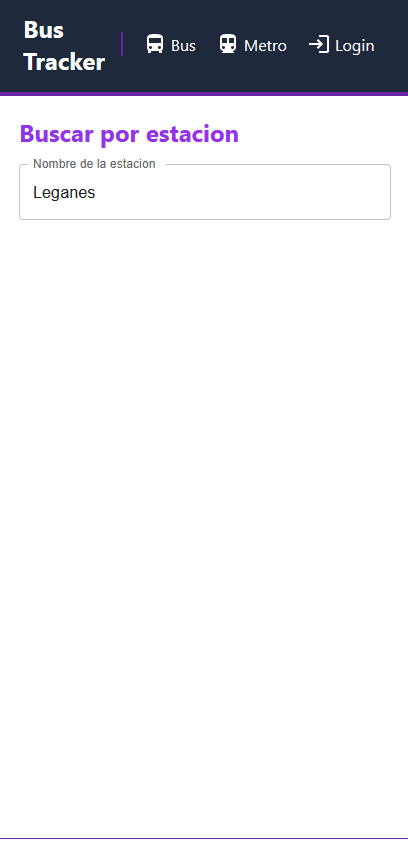 Bus
Tracker
Bus
Metro
Login
Buscar por estacion
Nombre de la estacion
Leganes